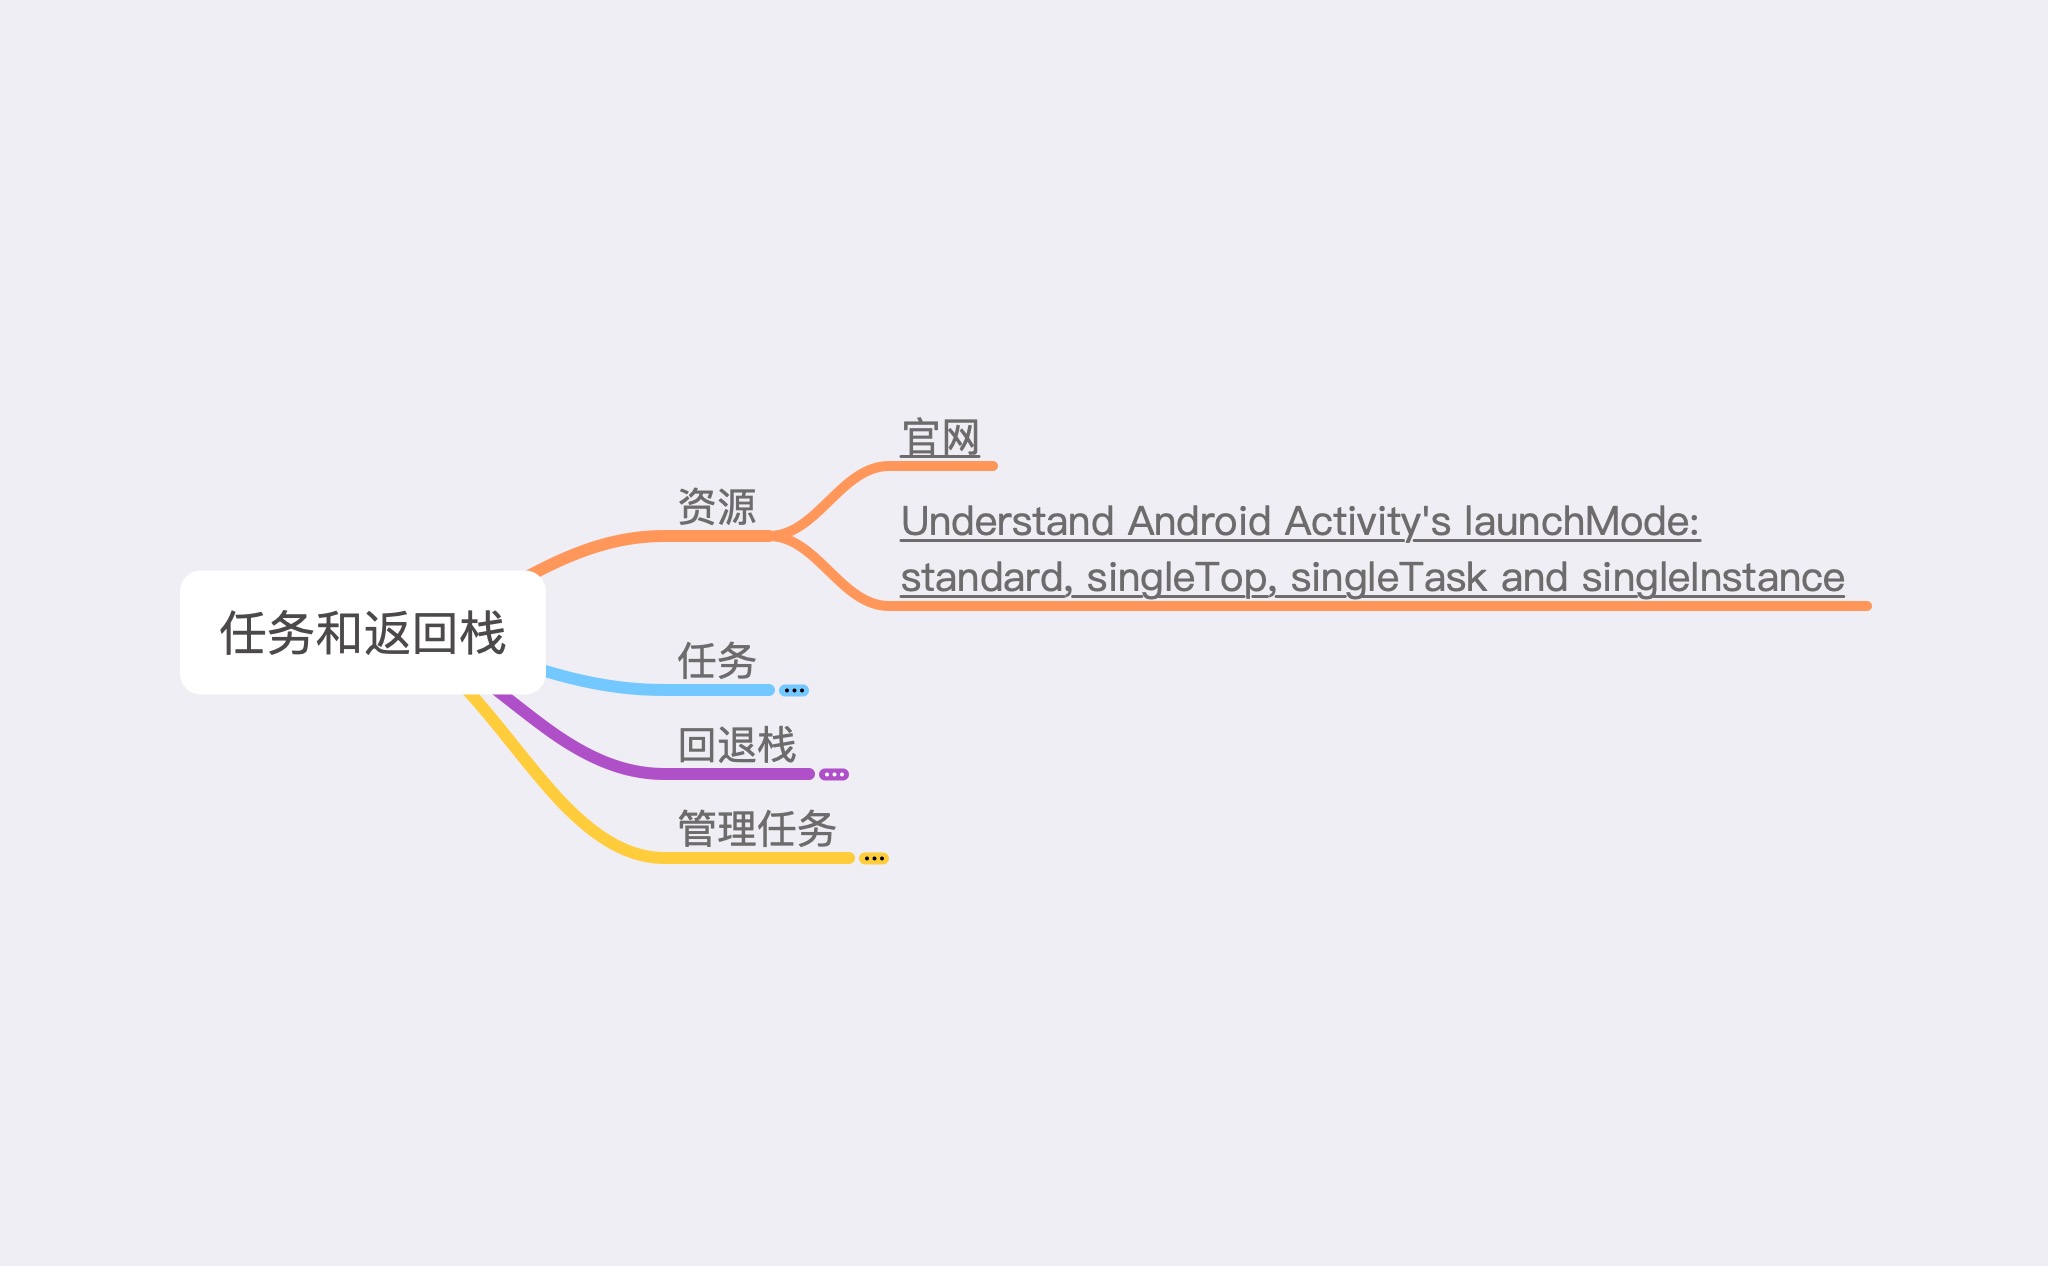 任务和返回栈
资源
官网
Understand Android Activity's launchMode:
standard, singleTop, singleTask and singleInstance
任务
回退栈
管理任务